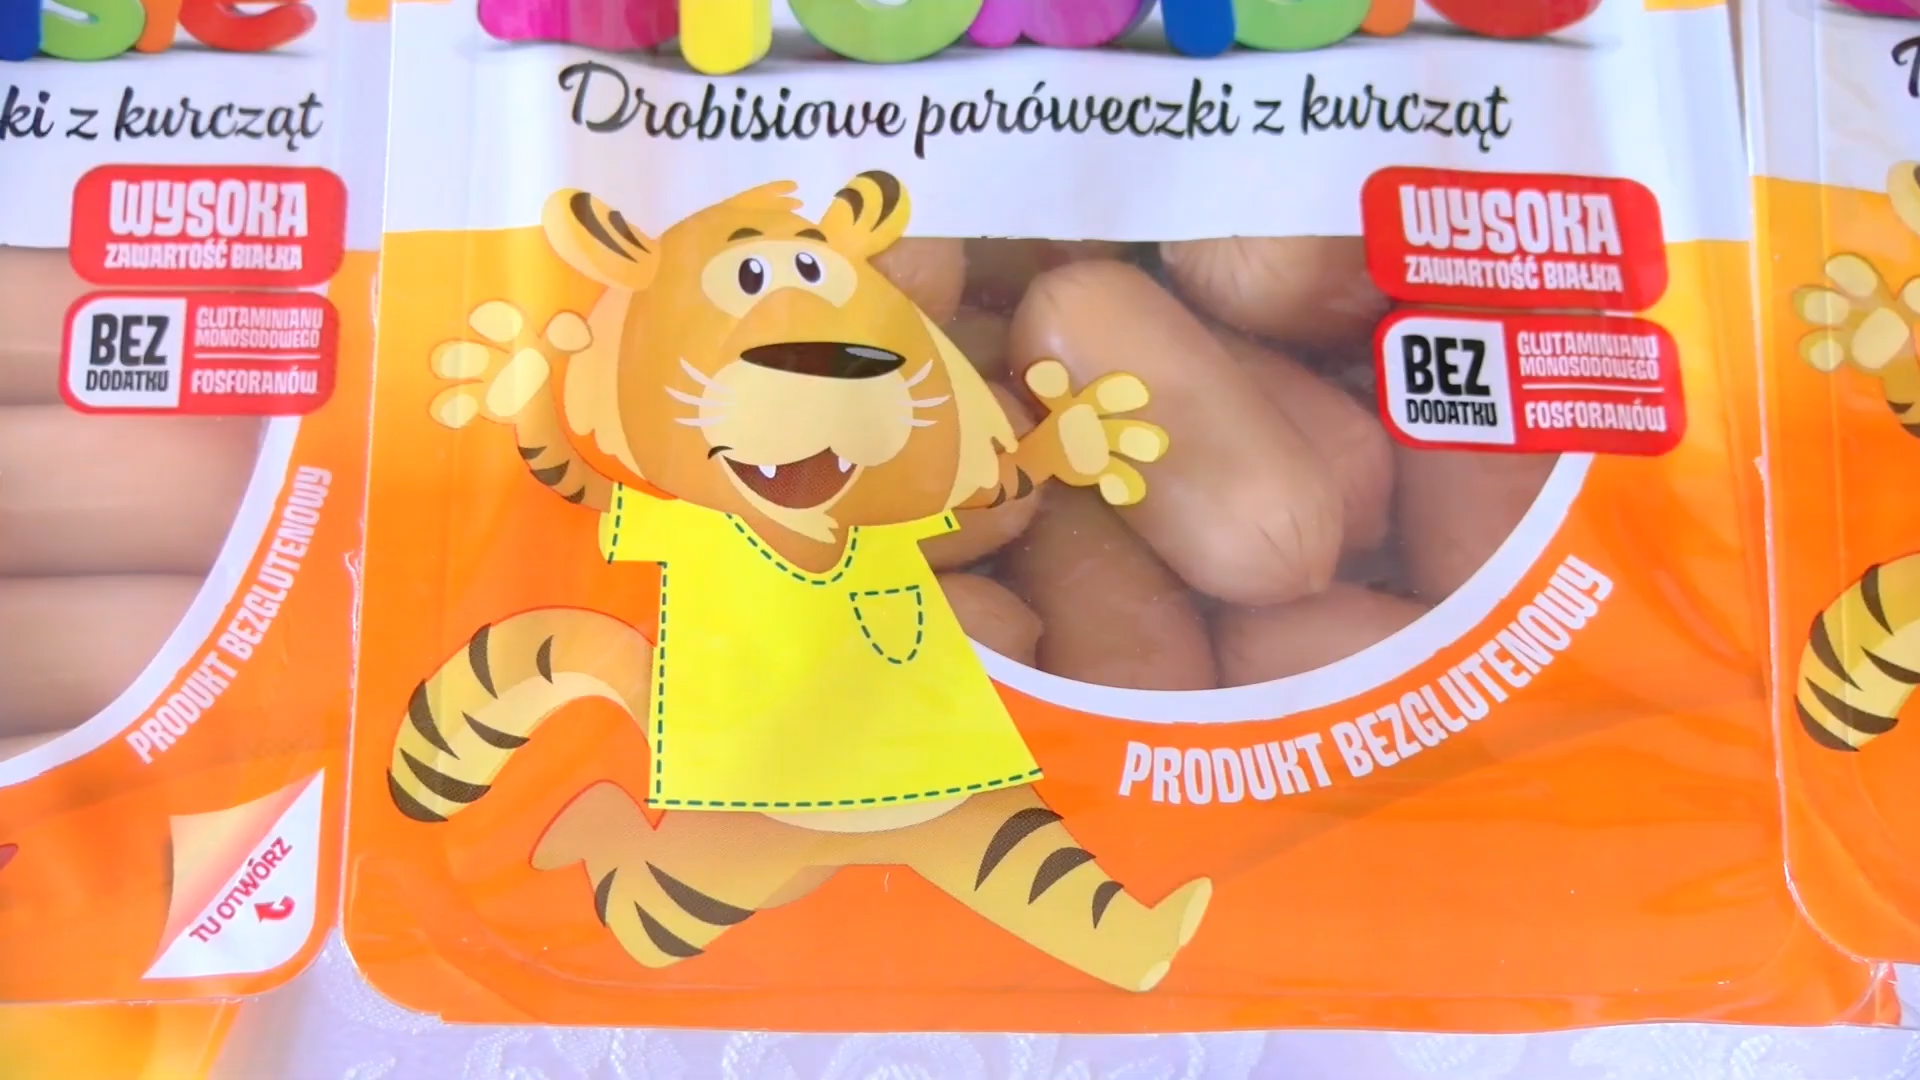 ki z kurcząt
WYSOKA
ZAWARTOŚĆ BIAŁKA
BEZ
DODATKU
GLUTAMINIANU
MONOSODOWEGO
FOSFORANÓW
PRODUKT BEZGLUTENOWY
TU OTWÓRZ
Drobisiowe paróweczki z kurcząt
WYSOKA
ZAWARTOŚĆ BIAŁKA
BEZ
DODATKU
GLUTAMINIANU
MONOSODOWEGO
FOSFORANÓW
PRODUKT BEZGLUTENOWY